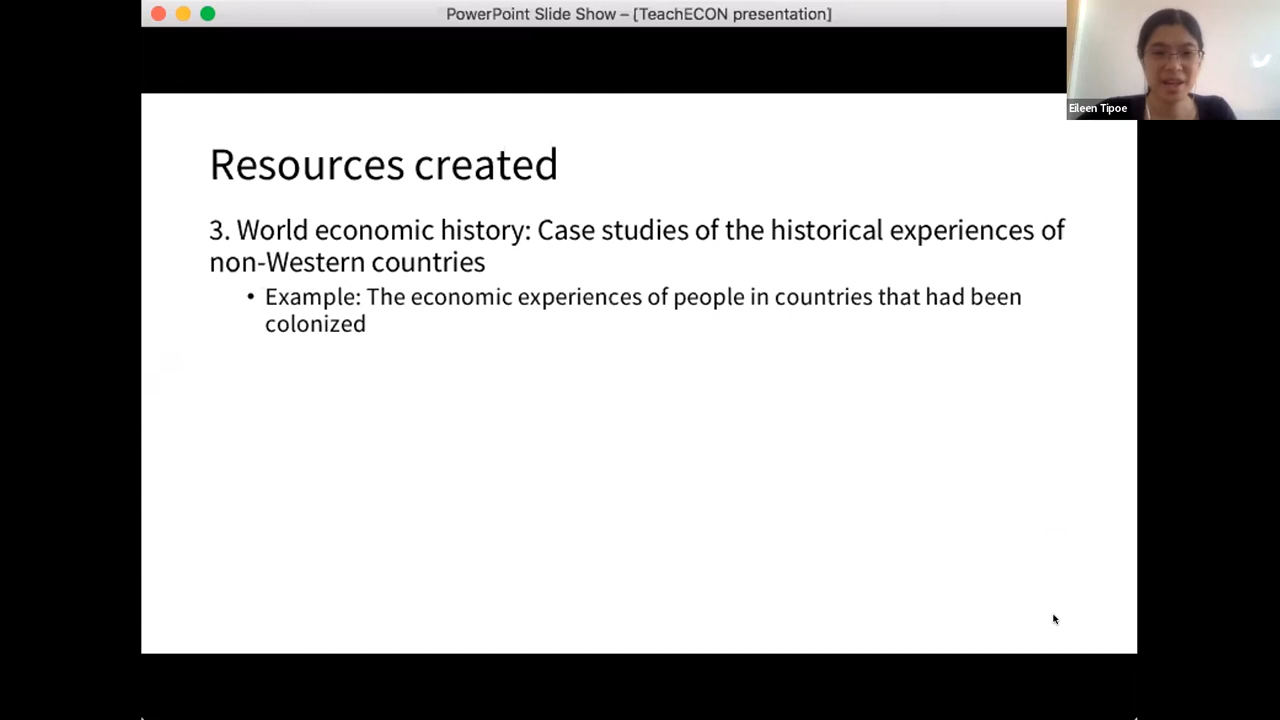 PowerPoint Slide Show – [TeachECON presentation]
Eileen Tipoe
Resources created
3. World economic history: Case studies of the historical experiences of
non-Western countries
• Example: The economic experiences of people in countries that had been
colonized